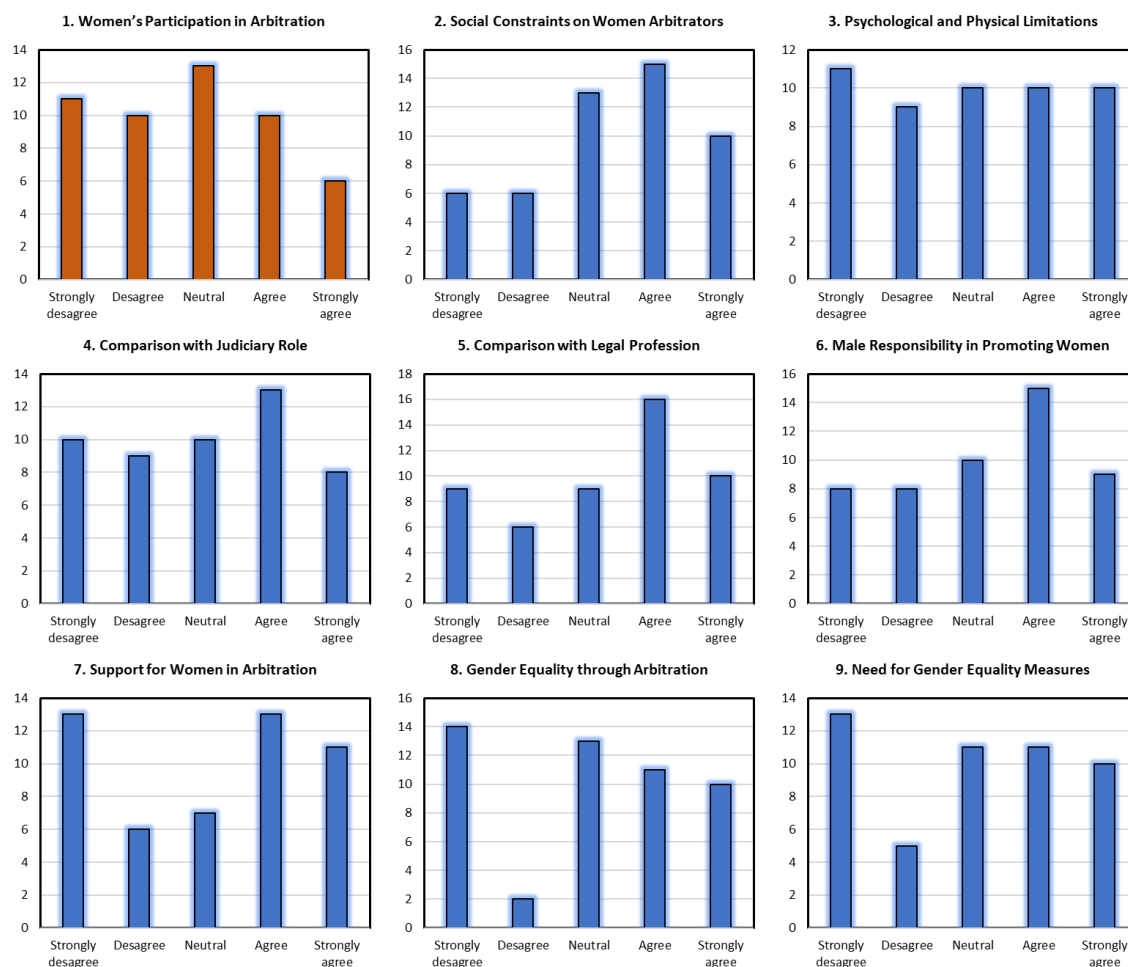 1. Women’s Participation in Arbitration
14
12
10
8
6
4
2
0
Strongly desagree
Desagree
Neutral
Agree
Strongly agree
2. Social Constraints on Women Arbitrators
16
14
12
10
8
6
4
2
0
Strongly desagree
Desagree
Neutral
Agree
Strongly agree
3. Psychological and Physical Limitations
12
10
8
6
4
2
0
Strongly desagree
Desagree
Neutral
Agree
Strongly agree
4. Comparison with Judiciary Role
14
12
10
8
6
4
2
0
Strongly desagree
Desagree
Neutral
Agree
Strongly agree
5. Comparison with Legal Profession
18
16
14
12
10
8
6
4
2
0
Strongly desagree
Desagree
Neutral
Agree
Strongly agree
6. Male Responsibility in Promoting Women
16
14
12
10
8
6
4
2
0
Strongly desagree
Desagree
Neutral
Agree
Strongly agree
7. Support for Women in Arbitration
14
12
10
8
6
4
2
0
Strongly desagree
Desagree
Neutral
Agree
Strongly agree
8. Gender Equality through Arbitration
16
14
12
10
8
6
4
2
0
Strongly desagree
Desagree
Neutral
Agree
Strongly agree
9. Need for Gender Equality Measures
14
12
10
8
6
4
2
0
Strongly desagree
Desagree
Neutral
Agree
Strongly agree